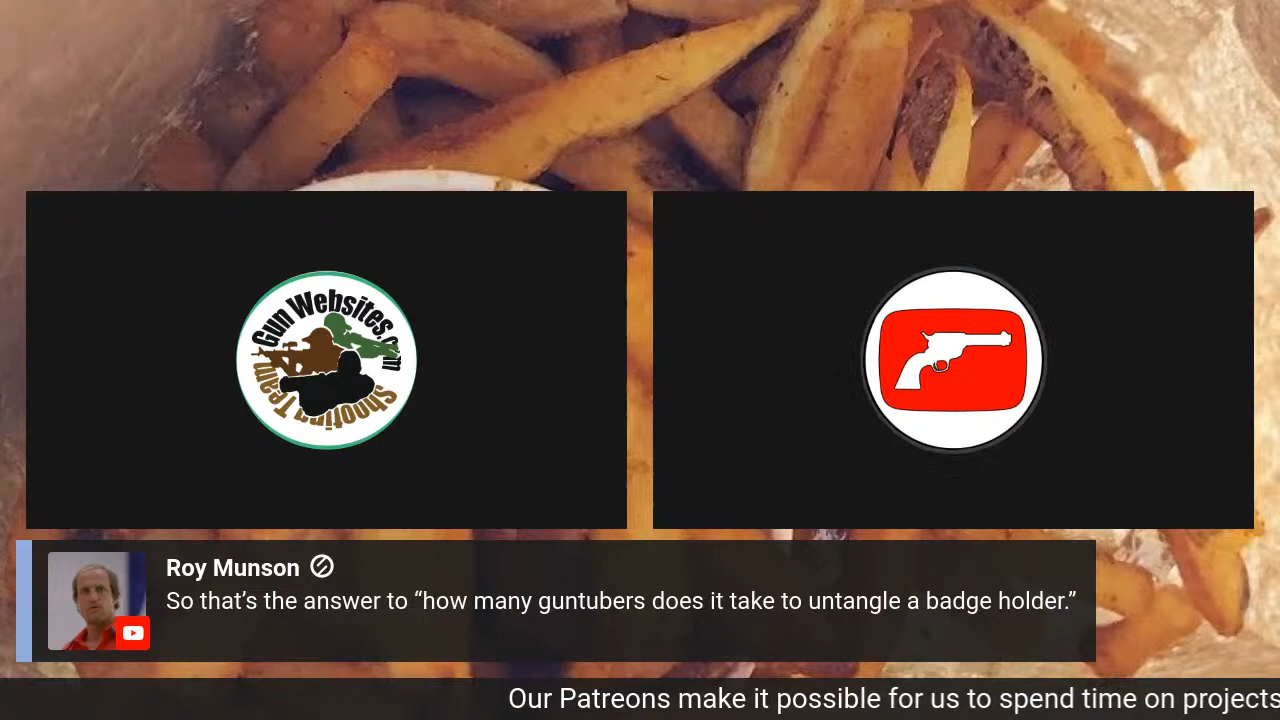 Gun Websites.com
Shooting Team
Roy Munson
So that’s the answer to “how many guntubers does it take to untangle a badge holder.”
Our Patreons make it possible for us to spend time on projects